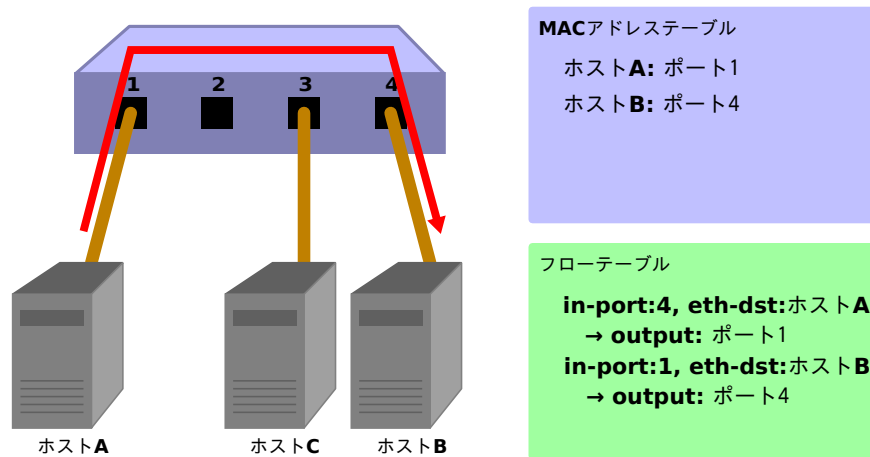 1 2 3 4
ホストA
ホストC
ホストB
MACアドレステーブル
ホストA: ポート1
ホストB: ポート4
フローテーブル
in-port:4, eth-dst:ホストA
→ output: ポート1
in-port:1, eth-dst:ホストB
→ output: ポート4